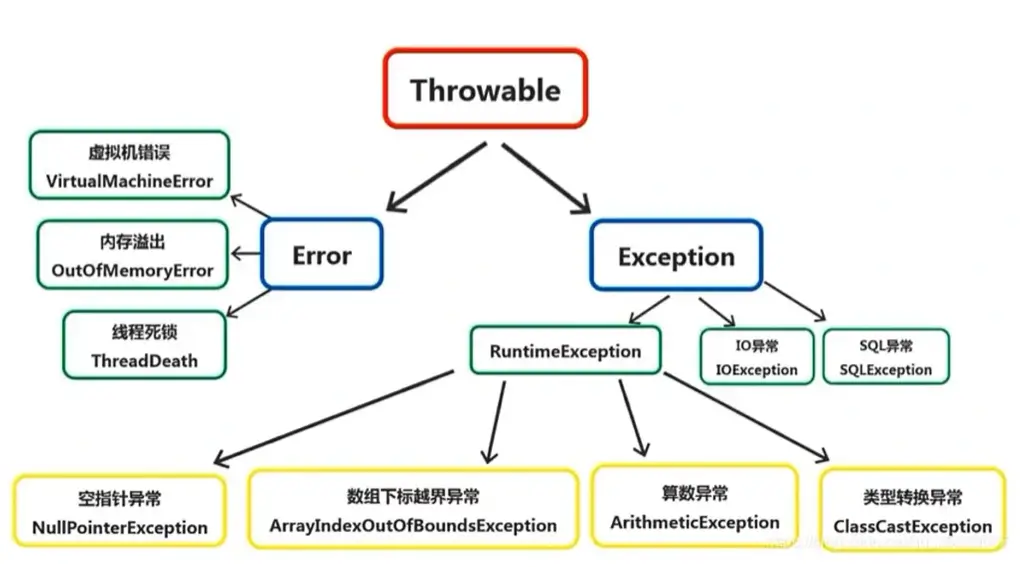 Throwable
虚拟机错误
VirtualMachineError
内存溢出
OutOfMemoryError
线程死锁
ThreadDeath
Error
Exception
RuntimeException
IO异常
IOException
SQL异常
SQLException
空指针异常
NullPointerException
数组下标越界异常
ArrayIndexOutOfBoundsException
算数异常
ArithmeticException
类型转换异常
ClassCastException